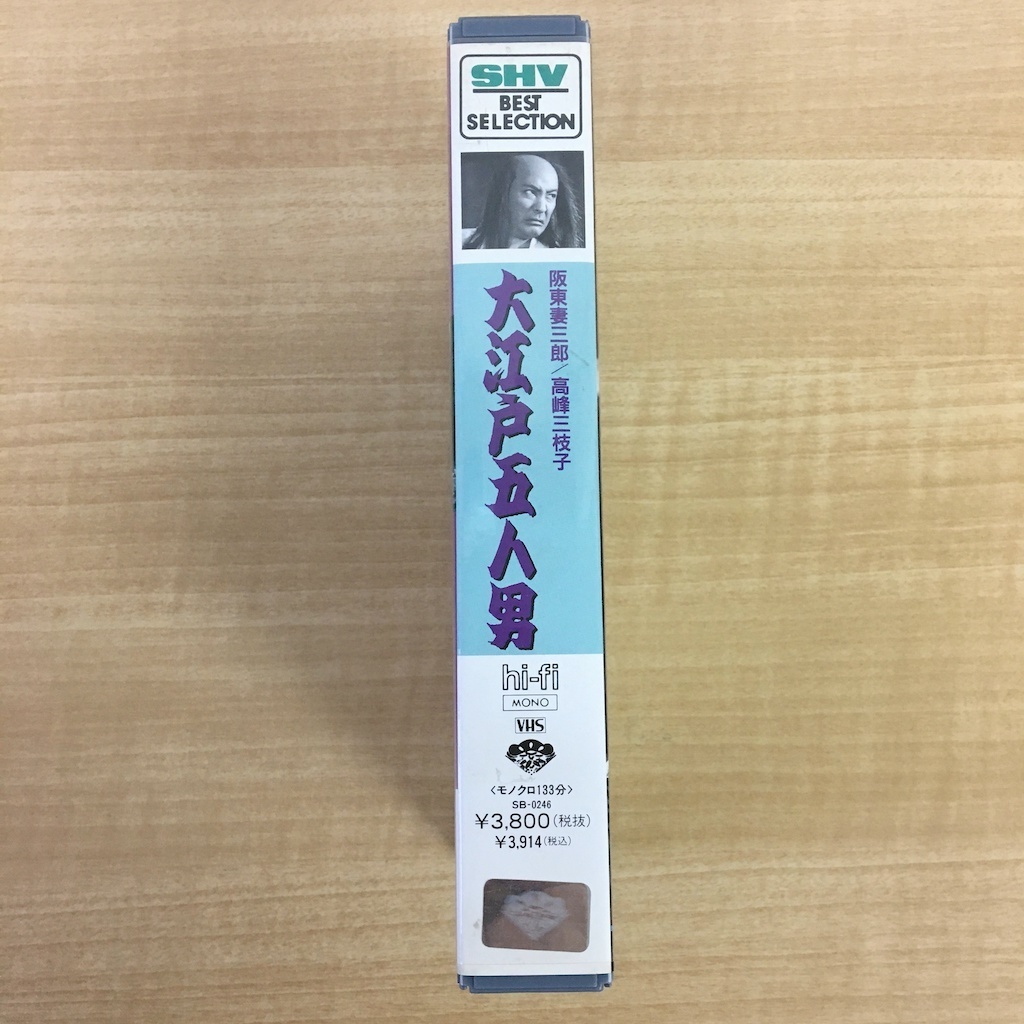 SHV
BEST
SELECTION
阪東妻三郎／高峰三枝子
大江戸五人男
hi-fi
MONO
VHS
〈モノクロ133分〉
SB-0246
¥3,800(税抜)
¥3,914(税込)